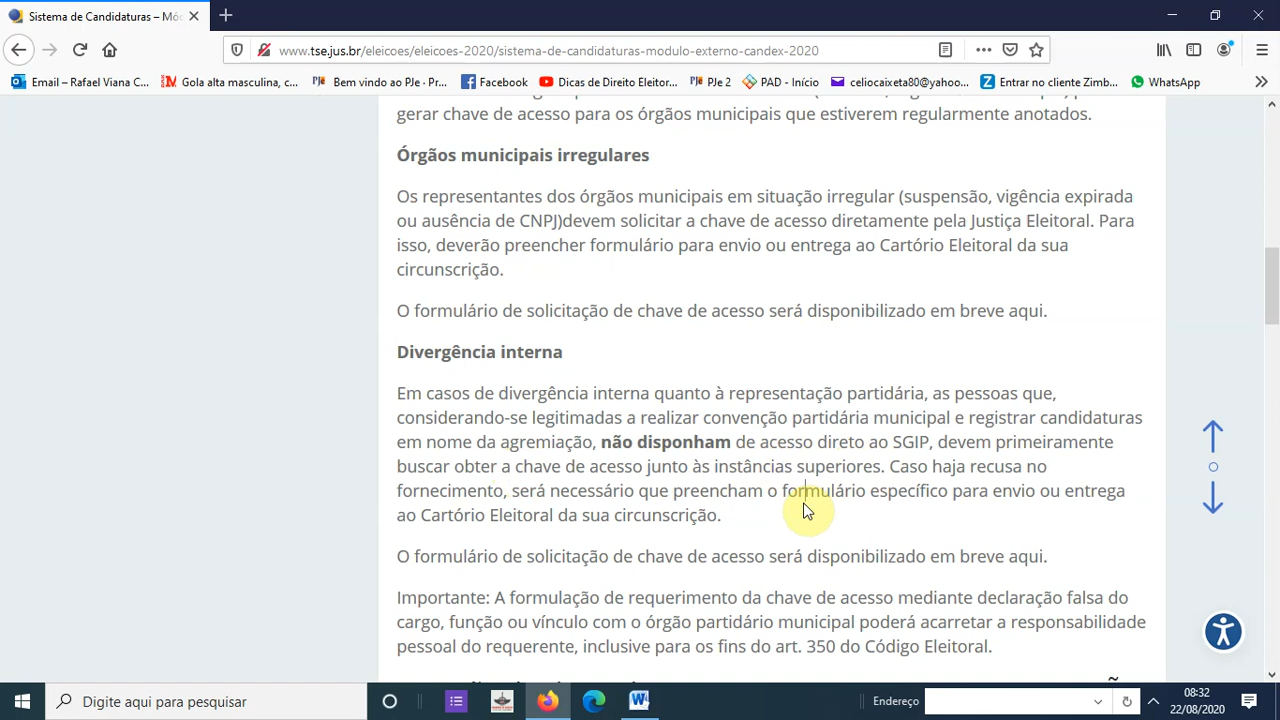 Sistema de Candidaturas – Mód
www.tse.jus.br/eleicoes/eleicoes-2020/sistema-de-candidaturas-modulo-externo-candex-2020
Email – Rafael Viana C...
Gola alta masculina, c...
Bem vindo ao PJe · Pr...
Facebook
Dicas de Direito Eleitor...
PJe 2
PAD - Início
celiocaixeta80@yahoo...
Entrar no cliente Zimb...
WhatsApp
gerar chave de acesso para os órgãos municipais que estiverem regularmente anotados.
Órgãos municipais irregulares
Os representantes dos órgãos municipais em situação irregular (suspensão, vigência expirada
ou ausência de CNPJ)devem solicitar a chave de acesso diretamente pela Justiça Eleitoral. Para
isso, deverão preencher formulário para envio ou entrega ao Cartório Eleitoral da sua
circunscrição.
O formulário de solicitação de chave de acesso será disponibilizado em breve aqui.
Divergência interna
Em casos de divergência interna quanto à representação partidária, as pessoas que,
considerando-se legitimadas a realizar convenção partidária municipal e registrar candidaturas
em nome da agremiação, não disponham de acesso direto ao SGIP, devem primeiramente
buscar obter a chave de acesso junto às instâncias superiores. Caso haja recusa no
fornecimento, será necessário que preencham o formulário específico para envio ou entrega
ao Cartório Eleitoral da sua circunscrição.
O formulário de solicitação de chave de acesso será disponibilizado em breve aqui.
Importante: A formulação de requerimento da chave de acesso mediante declaração falsa do
cargo, função ou vínculo com o órgão partidário municipal poderá acarretar a responsabilidade
pessoal do requerente, inclusive para os fins do art. 350 do Código Eleitoral.
Digite aqui para pesquisar
Endereço
08:32
22/08/2020